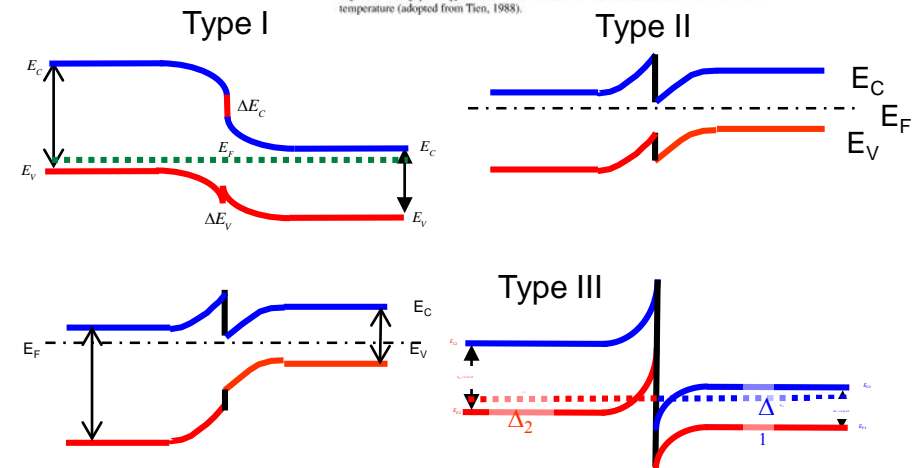 temperature (adopted from Tien, 1988).
Type I
Type II
E_C
ΔE_C
E_F
E_C
E_V
ΔE_V
E_V
E_C
E_F
E_V
Type III
E_C
E_F
E_V
Δ_2
Δ
1